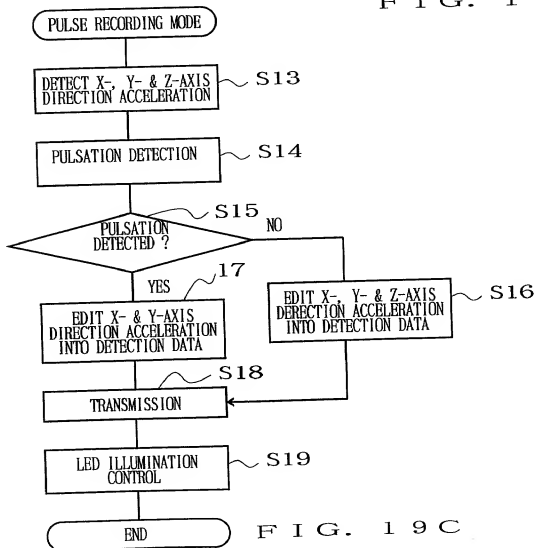 F I G. 1
PULSE RECORDING MODE
DETECT X-, Y- & Z-AXIS
DIRECTION ACCELERATION
S13
PULSATION DETECTION
S14
S15
PULSATION
DETECTED ?
NO
YES
17
EDIT X- & Y-AXIS
DIRECTION ACCELERATION
INTO DETECTION DATA
EDIT X-, Y- & Z-AXIS
DERECTION ACCELERATION
INTO DETECTION DATA
S16
S18
TRANSMISSION
LED ILLUMINATION
CONTROL
S19
END
F I G. 1 9 C